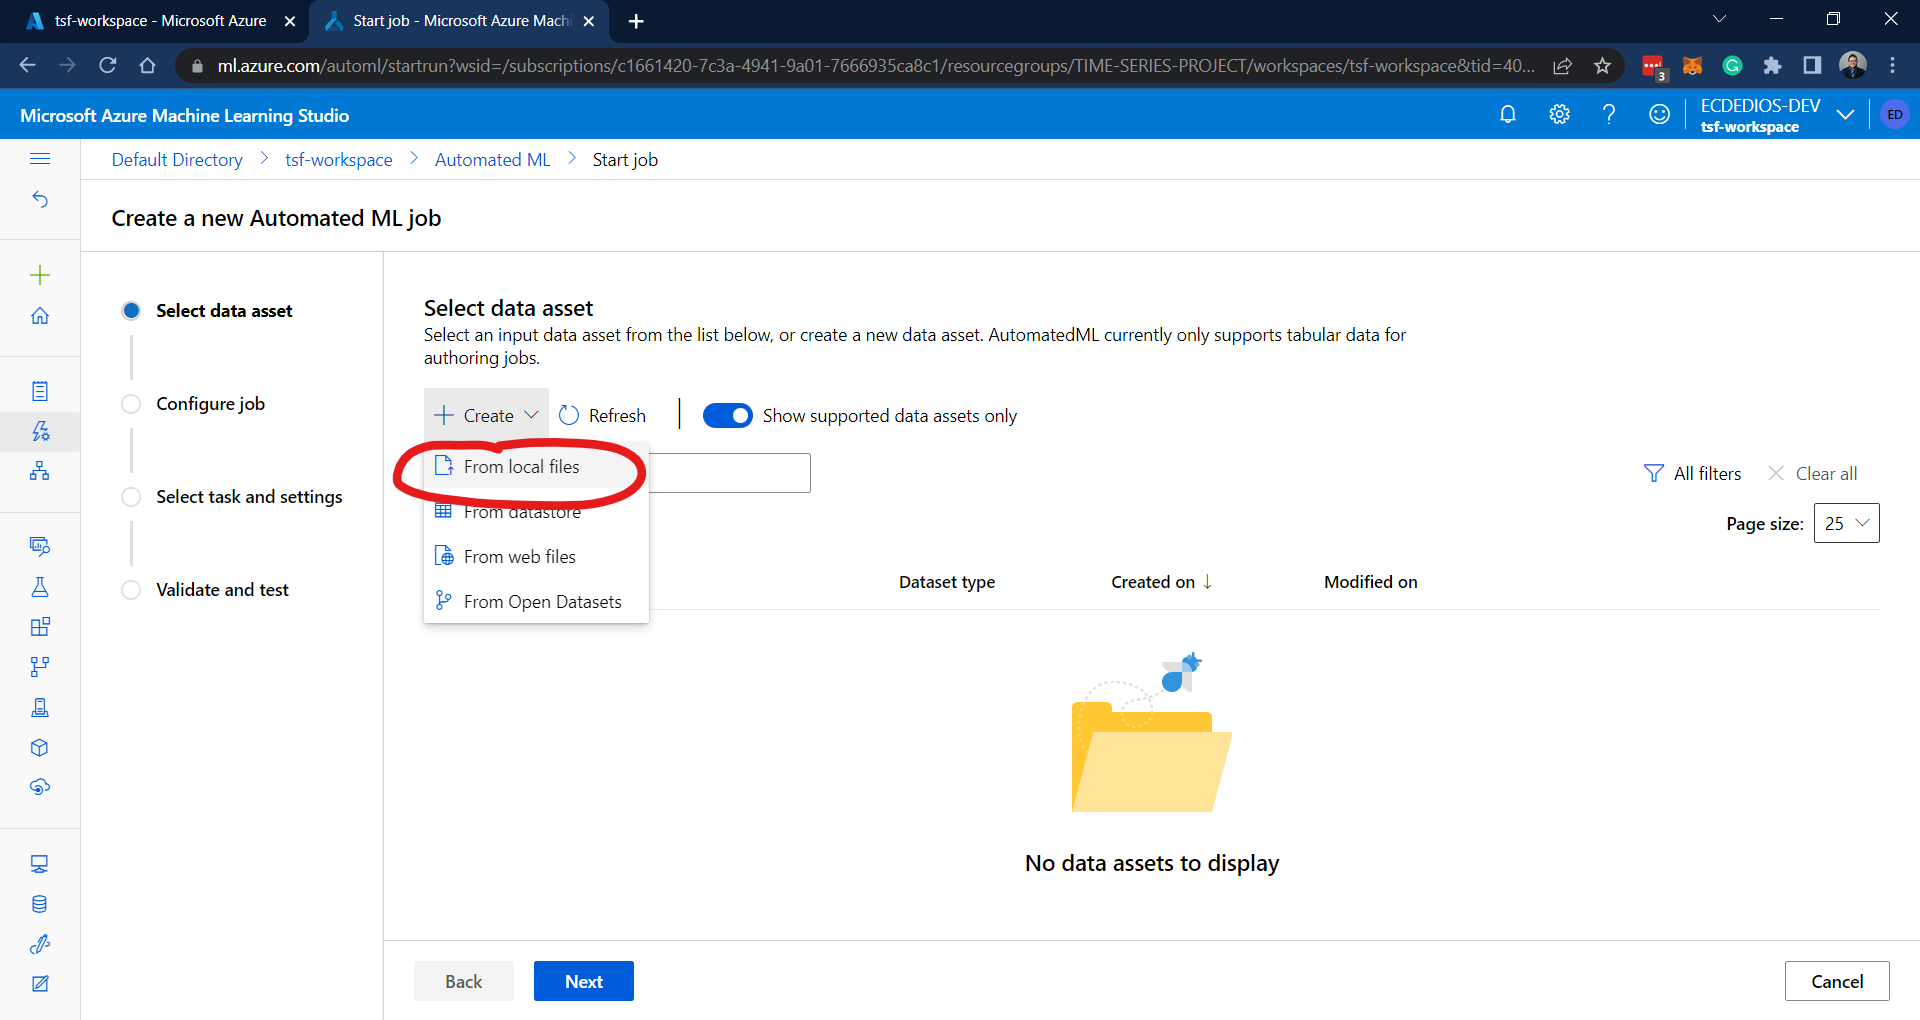 tsf-workspace - Microsoft Azure
Start job - Microsoft Azure Machi
ml.azure.com/automl/startrun?wsid=/subscriptions/c1661420-7c3a-4941-9a01-7666935ca8c1/resourcegroups/TIME-SERIES-PROJECT/workspaces/tsf-workspace&tid=40...
3
Microsoft Azure Machine Learning Studio
ECDEDIOS-DEV
tsf-workspace
ED
Default Directory > tsf-workspace > Automated ML > Start job
Create a new Automated ML job
Select data asset
Configure job
Select task and settings
Validate and test
Select data asset
Select an input data asset from the list below, or create a new data asset. AutomatedML currently only supports tabular data for
authoring jobs.
Create
Refresh
Show supported data assets only
From local files
From datastore
From web files
From Open Datasets
All filters
Clear all
Page size:
25
Dataset type
Created on ↓
Modified on
No data assets to display
Back
Next
Cancel